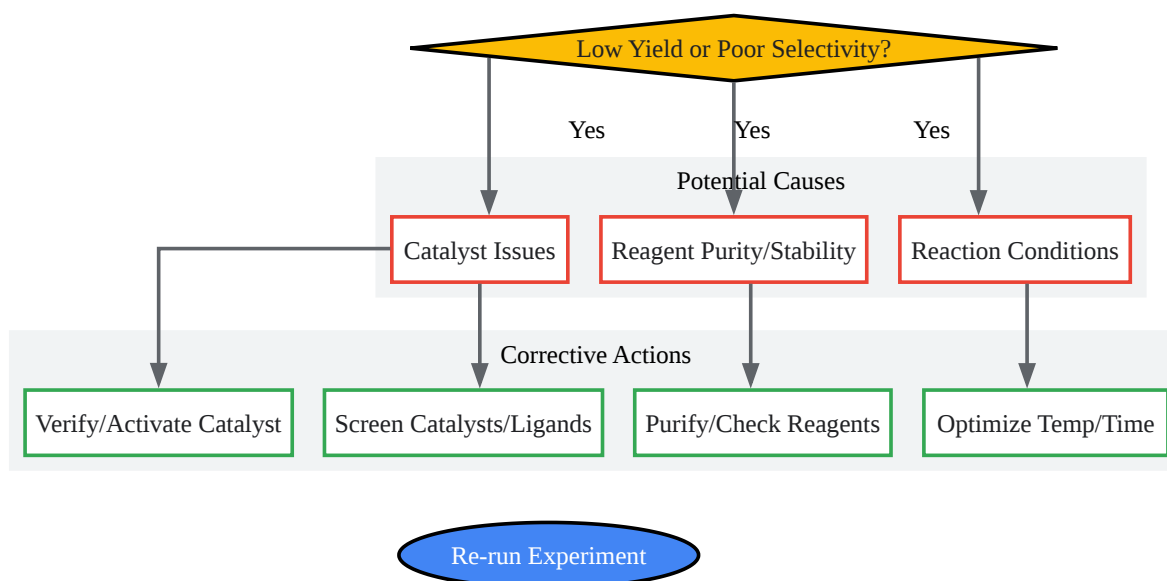 Low Yield or Poor Selectivity?
Yes
Yes
Yes
Potential Causes
Catalyst Issues
Reagent Purity/Stability
Reaction Conditions
Corrective Actions
Verify/Activate Catalyst
Screen Catalysts/Ligands
Purify/Check Reagents
Optimize Temp/Time
Re-run Experiment